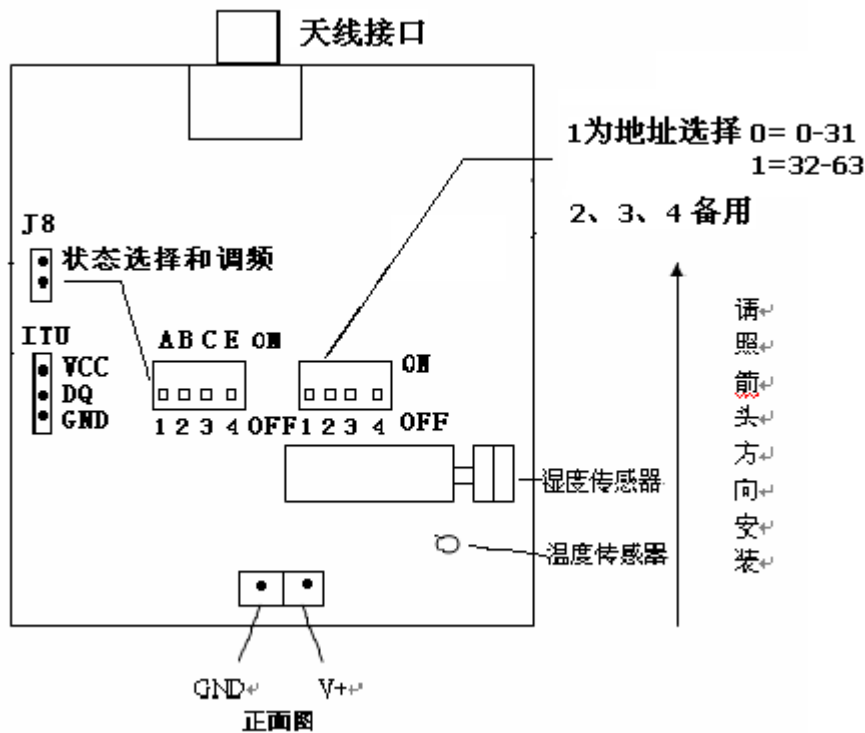 天线接口
1为地址选择 0= 0-31
1=32-63
2、3、4 备用
J8
状态选择和调频
ITU
VCC
DQ
GND
A B C E ON
1 2 3 4 OFF
ON
1 2 3 4 OFF
湿度传感器
温度传感器
请↵
照↵
箭↵
头↵
方↵
向↵
安↵
装↵
GND↵
V+↵
正面图